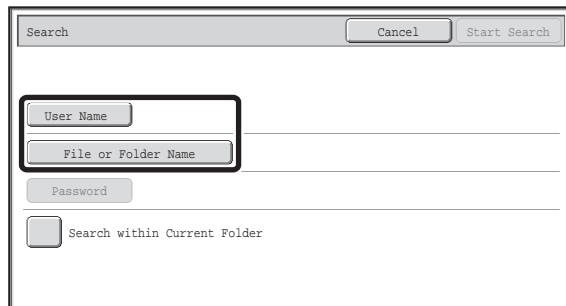 Search Cancel Start Search
User Name
File or Folder Name
Password
Search within Current Folder